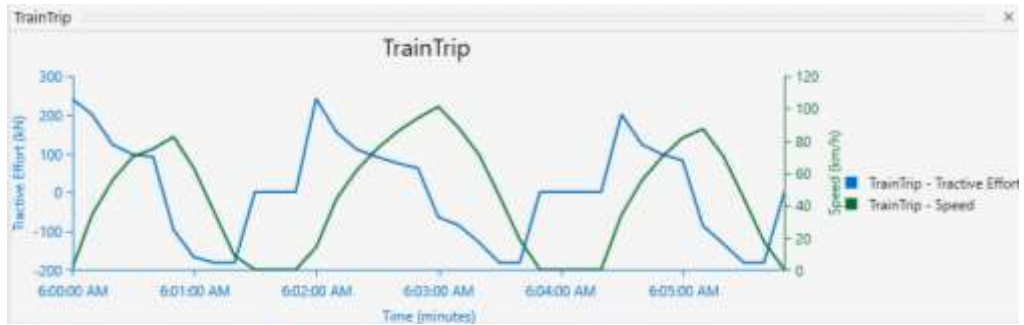 TrainTrip
TrainTrip
300
200
100
0
-100
-200
Tractive Effort (kN)
120
100
80
60
40
20
0
Speed (km/h)
TrainTrip - Tractive Effort
TrainTrip - Speed
6:00:00 AM 6:01:00 AM 6:02:00 AM 6:03:00 AM 6:04:00 AM 6:05:00 AM
Time (minutes)